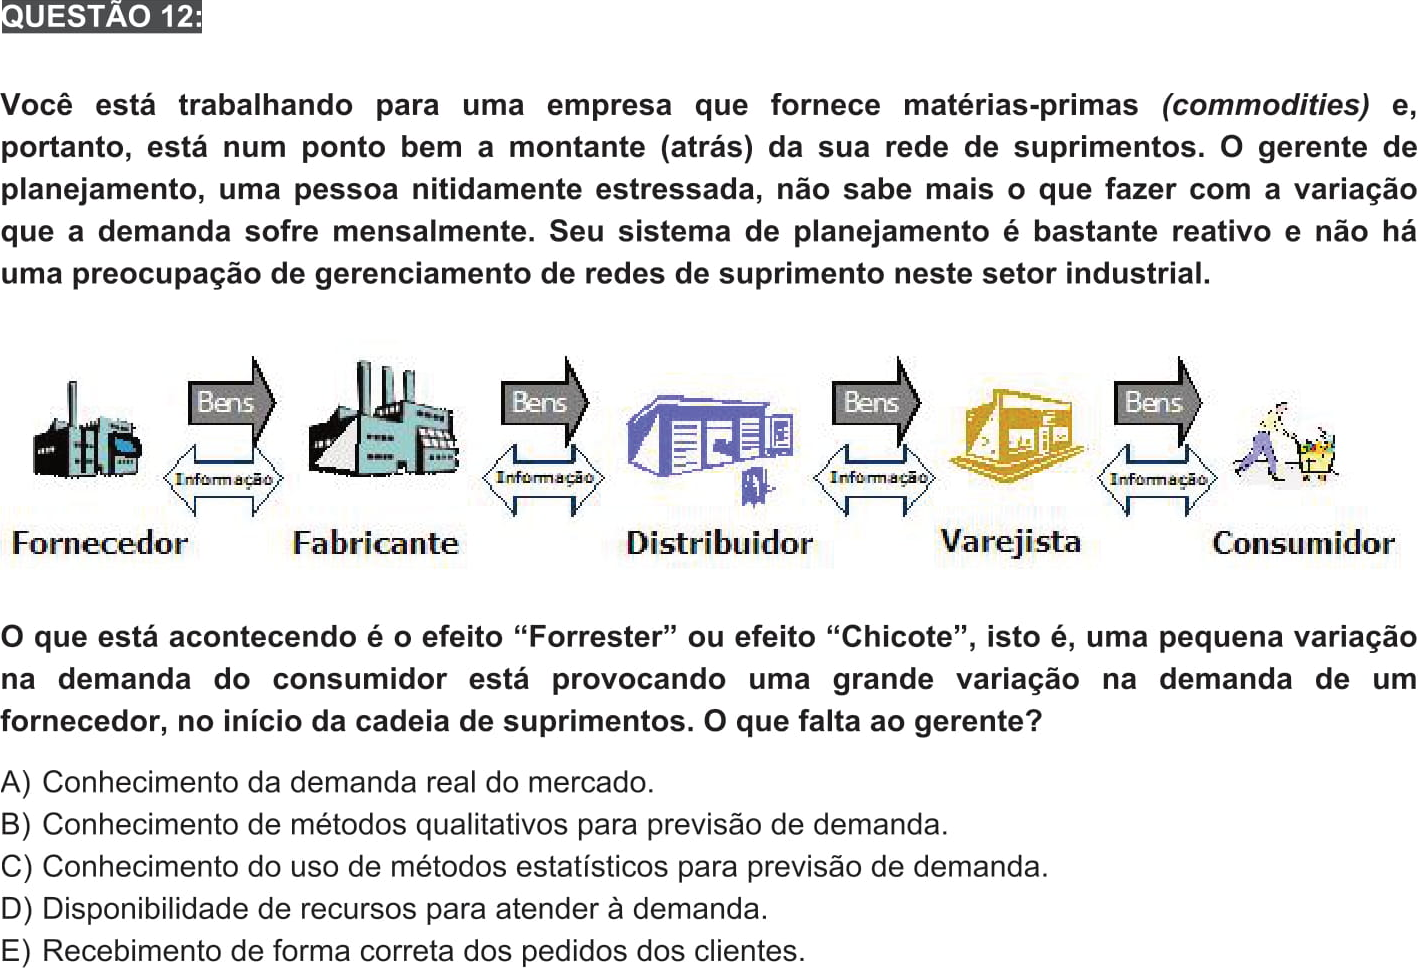 QUESTÃO 12:
Você está trabalhando para uma empresa que fornece matérias-primas (commodities) e,
portanto, está num ponto bem a montante (atrás) da sua rede de suprimentos. O gerente de
planejamento, uma pessoa nitidamente estressada, não sabe mais o que fazer com a variação
que a demanda sofre mensalmente. Seu sistema de planejamento é bastante reativo e não há
uma preocupação de gerenciamento de redes de suprimento neste setor industrial.
Bens Bens Bens Bens
Informação Informação Informação Informação
Fornecedor Fabricante Distribuidor Varejista Consumidor
O que está acontecendo é o efeito “Forrester” ou efeito “Chicote”, isto é, uma pequena variação
na demanda do consumidor está provocando uma grande variação na demanda de um
fornecedor, no início da cadeia de suprimentos. O que falta ao gerente?
A) Conhecimento da demanda real do mercado.
B) Conhecimento de métodos qualitativos para previsão de demanda.
C) Conhecimento do uso de métodos estatísticos para previsão de demanda.
D) Disponibilidade de recursos para atender à demanda.
E) Recebimento de forma correta dos pedidos dos clientes.